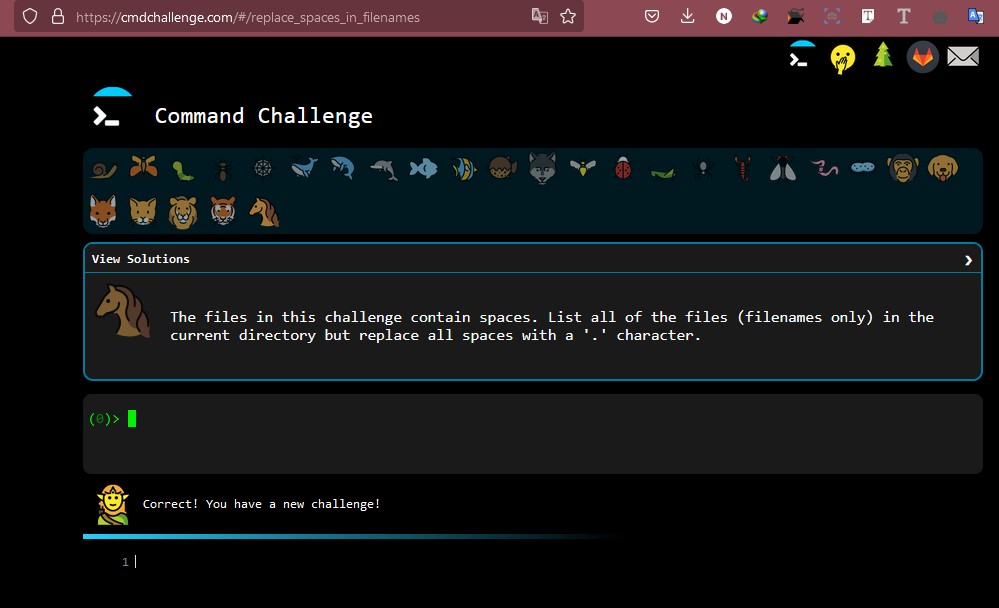 https://cmdchallenge.com/#/replace_spaces_in_filenames
Command Challenge
View Solutions
The files in this challenge contain spaces. List all of the files (filenames only) in the
current directory but replace all spaces with a '.' character.
(0)>
Correct! You have a new challenge!
1